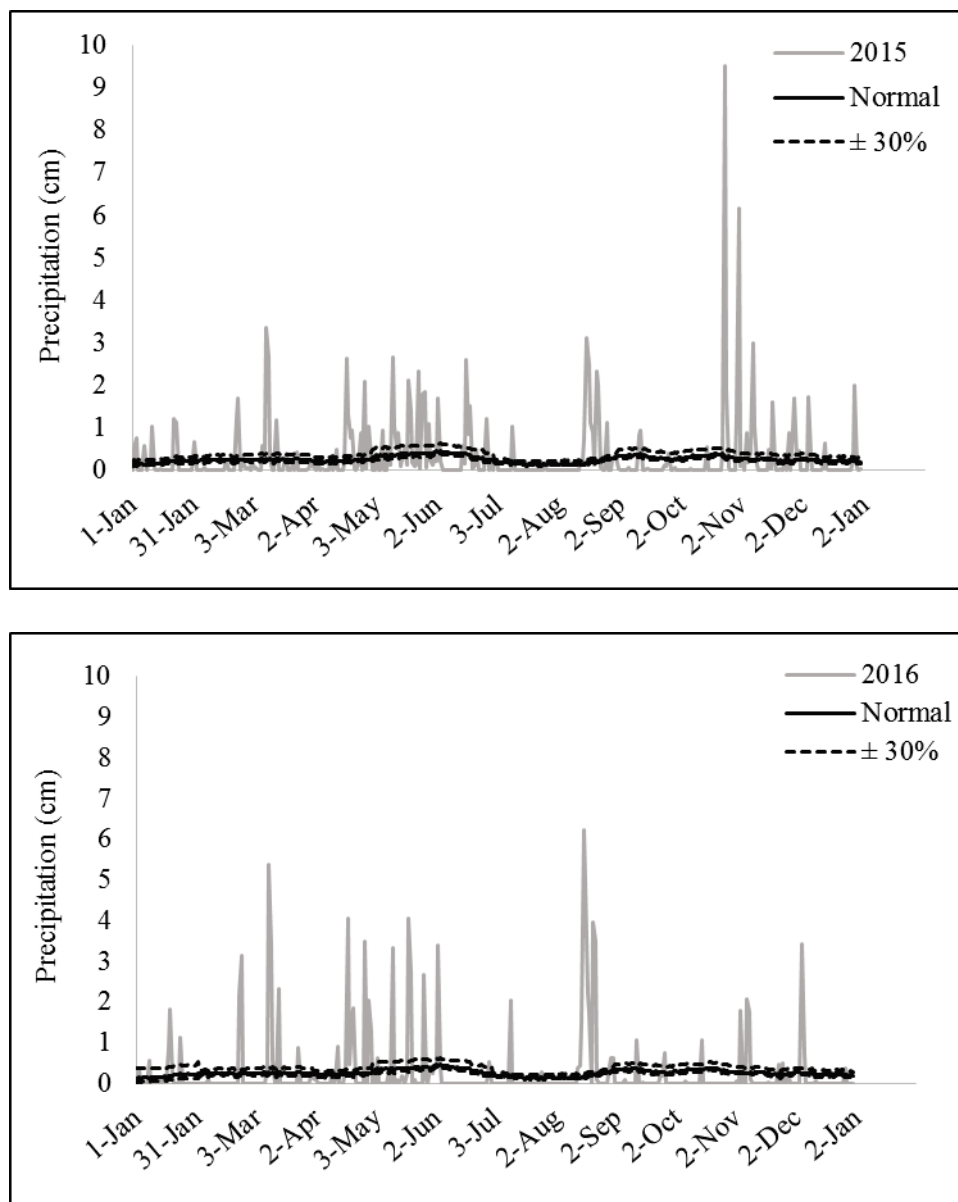 10
9
8
7
6
5
4
3
2
1
0
Precipitation (cm)
2015
Normal
± 30%
1-Jan
31-Jan
3-Mar
2-Apr
3-May
2-Jun
3-Jul
2-Aug
2-Sep
2-Oct
2-Nov
2-Dec
2-Jan
10
9
8
7
6
5
4
3
2
1
0
Precipitation (cm)
2016
Normal
± 30%
1-Jan
31-Jan
3-Mar
2-Apr
3-May
2-Jun
3-Jul
2-Aug
2-Sep
2-Oct
2-Nov
2-Dec
2-Jan